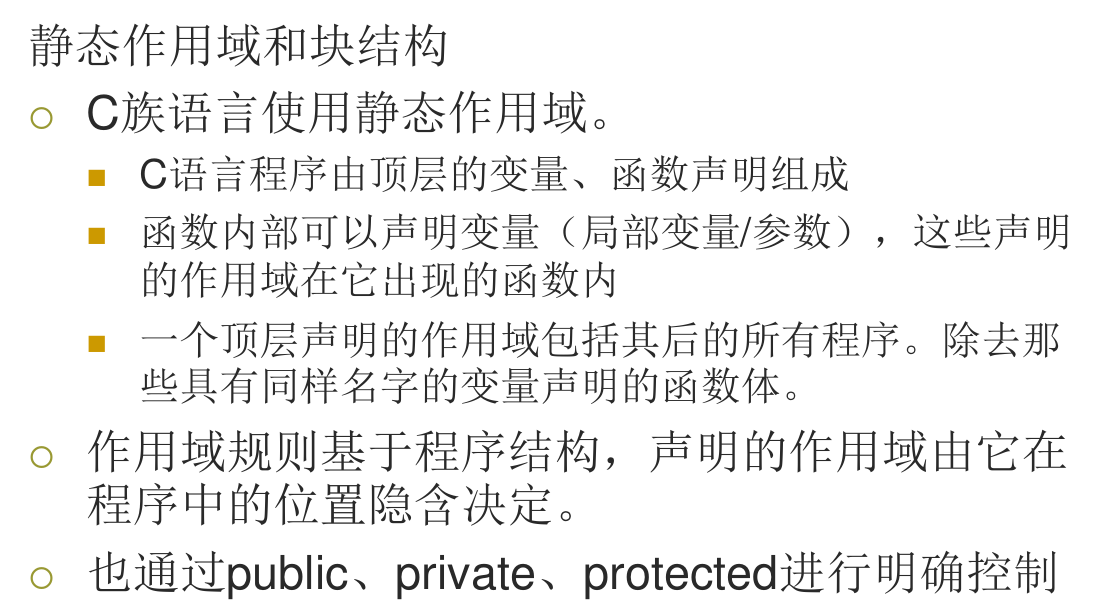 静态作用域和块结构
C族语言使用静态作用域。
C语言程序由顶层的变量、函数声明组成
函数内部可以声明变量（局部变量/参数），这些声明
的作用域在它出现的函数内
一个顶层声明的作用域包括其后的所有程序。除去那
些具有同样名字的变量声明的函数体。
作用域规则基于程序结构，声明的作用域由它在
程序中的位置隐含决定。
也通过public、private、protected进行明确控制